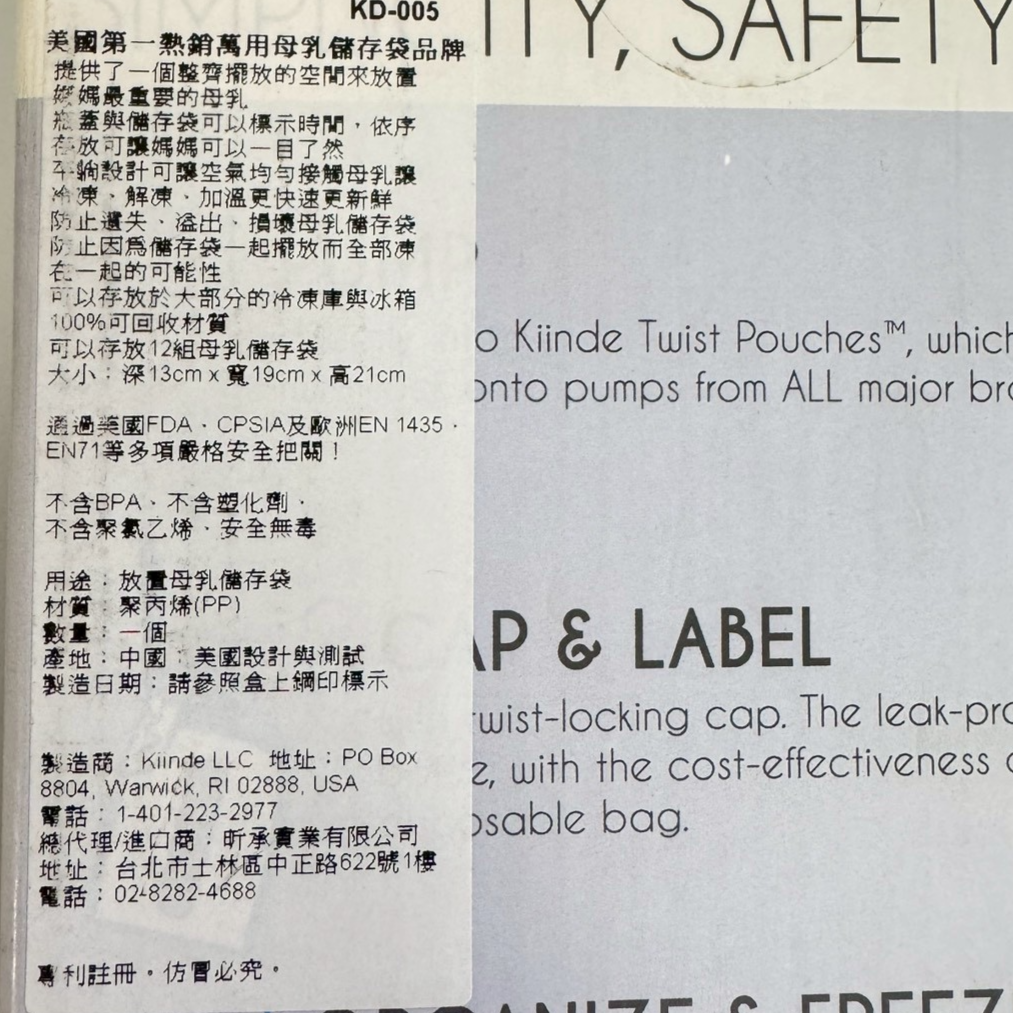 KD-005
美國第一熱銷萬用母乳儲存袋品牌
提供了一個整齊擺放的空間來放置
媽媽最重要的母乳
瓶蓋與儲存袋可以標示時間，依序
存放可讓媽媽可以一目了然
平躺設計可讓空氣均勻接觸母乳讓
冷凍、解凍、加溫更快速更新鮮
防止遺失、溢出、損壞母乳儲存袋
防止因為儲存袋一起擺放而全部凍
在一起的可能性
可以存放於大部分的冷凍庫與冰箱
100%可回收材質
可以存放12組母乳儲存袋
大小：深13cm x 寬19cm x 高21cm
通過美國FDA、CPSIA及歐洲EN 1435、
EN71等多項嚴格安全把關！
不含BPA、不含塑化劑、
不含聚氯乙烯、安全無毒
用途：放置母乳儲存袋
材質：聚丙烯(PP)
數量：一個
產地：中國；美國設計與測試
製造日期：請參照盒上鋼印標示
製造商：Kiinde LLC 地址：PO Box
8804, Warwick, RI 02888, USA
電話：1-401-223-2977
總代理/進口商：昕承實業有限公司
地址：台北市士林區中正路622號1樓
電話：02-8282-4688
專利註冊。仿冒必究。
ITY, SAFETY
o Kiinde Twist Pouches™, which
onto pumps from ALL major bra
AP & LABEL
twist-locking cap. The leak-pro
e, with the cost-effectiveness
osable bag.
ORGANIZE & FREEZ